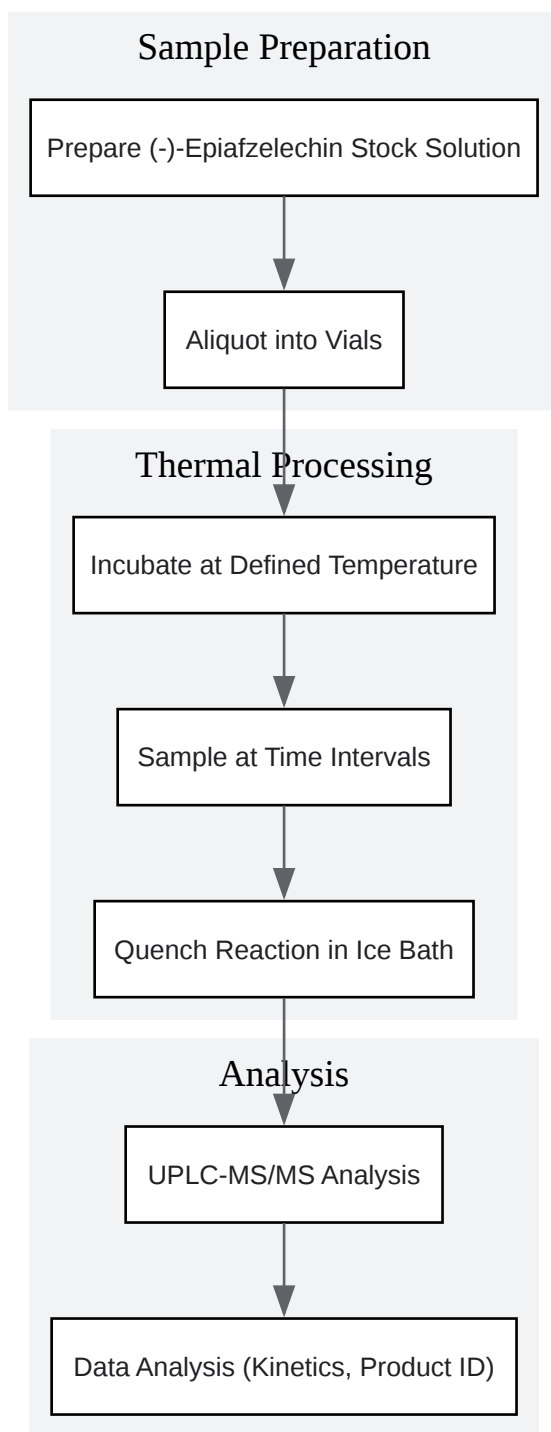 Sample Preparation
Prepare (-)-Epiafzelechin Stock Solution
Aliquot into Vials
Thermal Processing
Incubate at Defined Temperature
Sample at Time Intervals
Quench Reaction in Ice Bath
Analysis
UPLC-MS/MS Analysis
Data Analysis (Kinetics, Product ID)